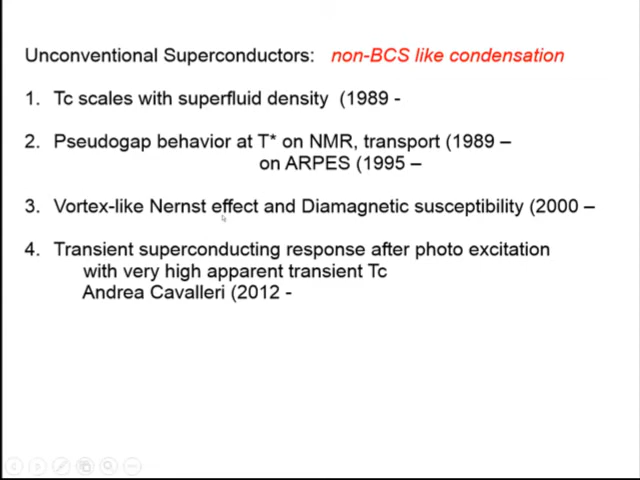 Unconventional Superconductors: non-BCS like condensation
1. Tc scales with superfluid density (1989 -
2. Pseudogap behavior at T* on NMR, transport (1989 –
on ARPES (1995 –
3. Vortex-like Nernst effect and Diamagnetic susceptibility (2000 –
4. Transient superconducting response after photo excitation
with very high apparent transient Tc
Andrea Cavalleri (2012 -